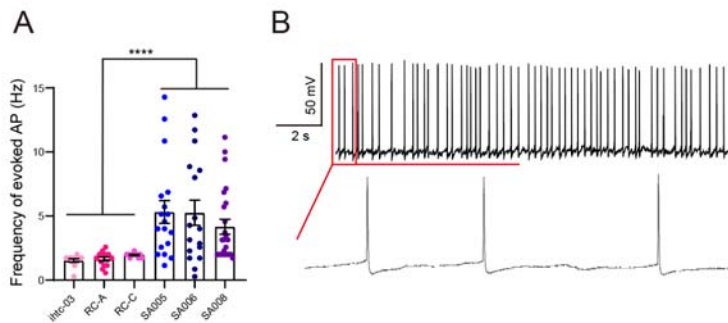 A
B
****
Frequency of evoked AP (Hz)
15
10
5
0
ihtc-03
RC-A
RC-C
SA005
SA006
SA008
50 mV
2 s